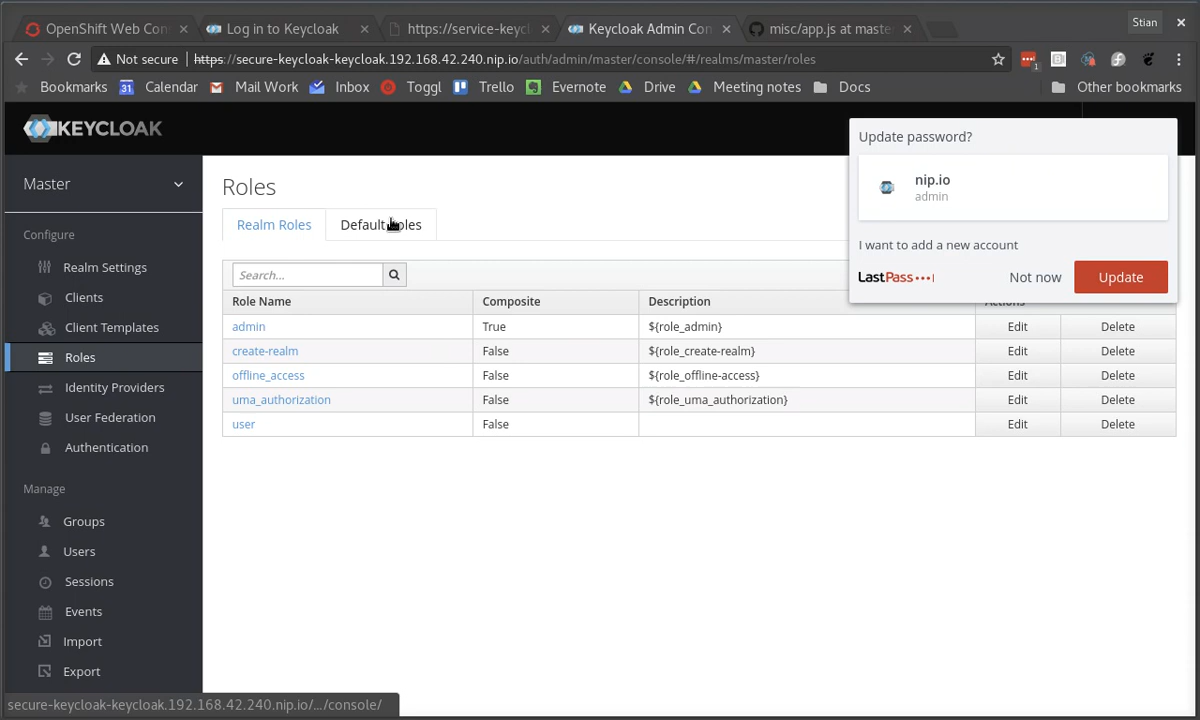 Stian
OpenShift Web Con
Log in to Keycloak
https://service-keycl
Keycloak Admin Con
misc/app.js at maste
Not secure
https://secure-keycloak-keycloak.192.168.42.240.nip.io/auth/admin/master/console/#/realms/master/roles
1
Bookmarks
31 Calendar
Mail Work
Inbox
Toggl
Trello
Evernote
Drive
Meeting notes
Docs
Other bookmarks
KEYCLOAK
Update password?
nip.io
admin
I want to add a new account
LastPass
Not now
Update
Master
Configure
Realm Settings
Clients
Client Templates
Roles
Identity Providers
User Federation
Authentication
Manage
Groups
Users
Sessions
Events
Import
Export
Roles
Realm Roles
Default Roles
Search...
Role Name Composite Description Actions
admin True ${role_admin} Edit Delete
create-realm False ${role_create-realm} Edit Delete
offline_access False ${role_offline-access} Edit Delete
uma_authorization False ${role_uma_authorization} Edit Delete
user False Edit Delete
secure-keycloak-keycloak.192.168.42.240.nip.io/.../console/